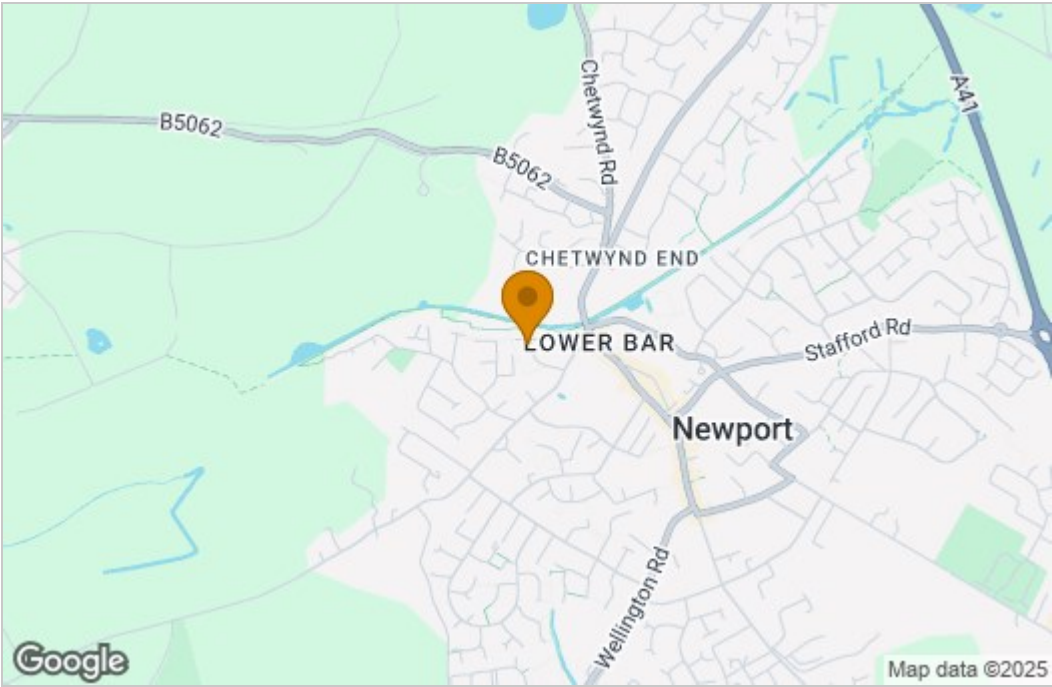 Chetwynd Rd
A41
B5062
B5062
CHETWYND END
Stafford Rd
LOWER BAR
Newport
Wellington Rd
Google
Map data ©2025